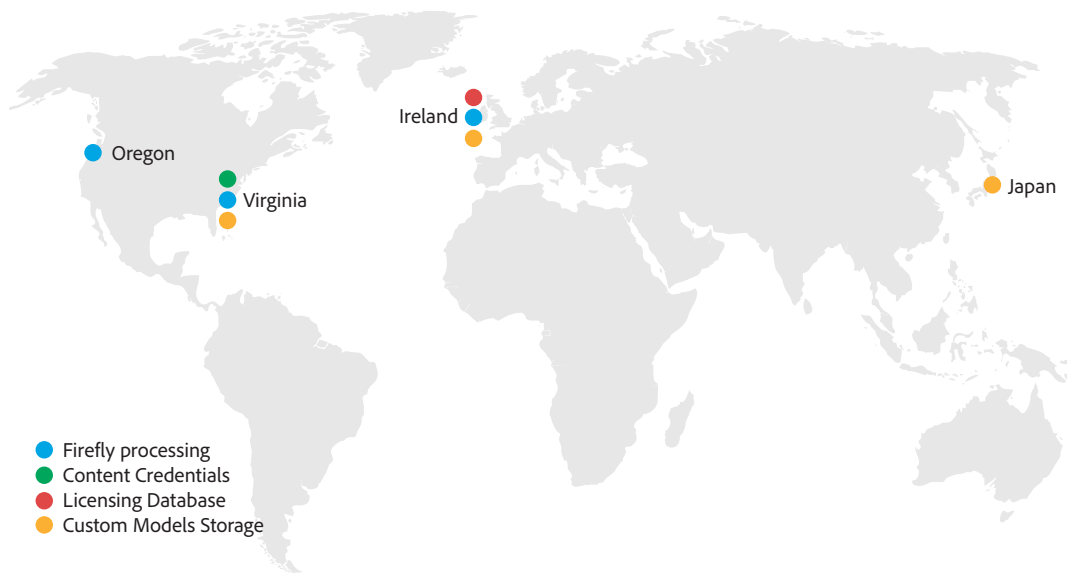 Ireland
Oregon
Virginia
Japan
Firefly processing
Content Credentials
Licensing Database
Custom Models Storage